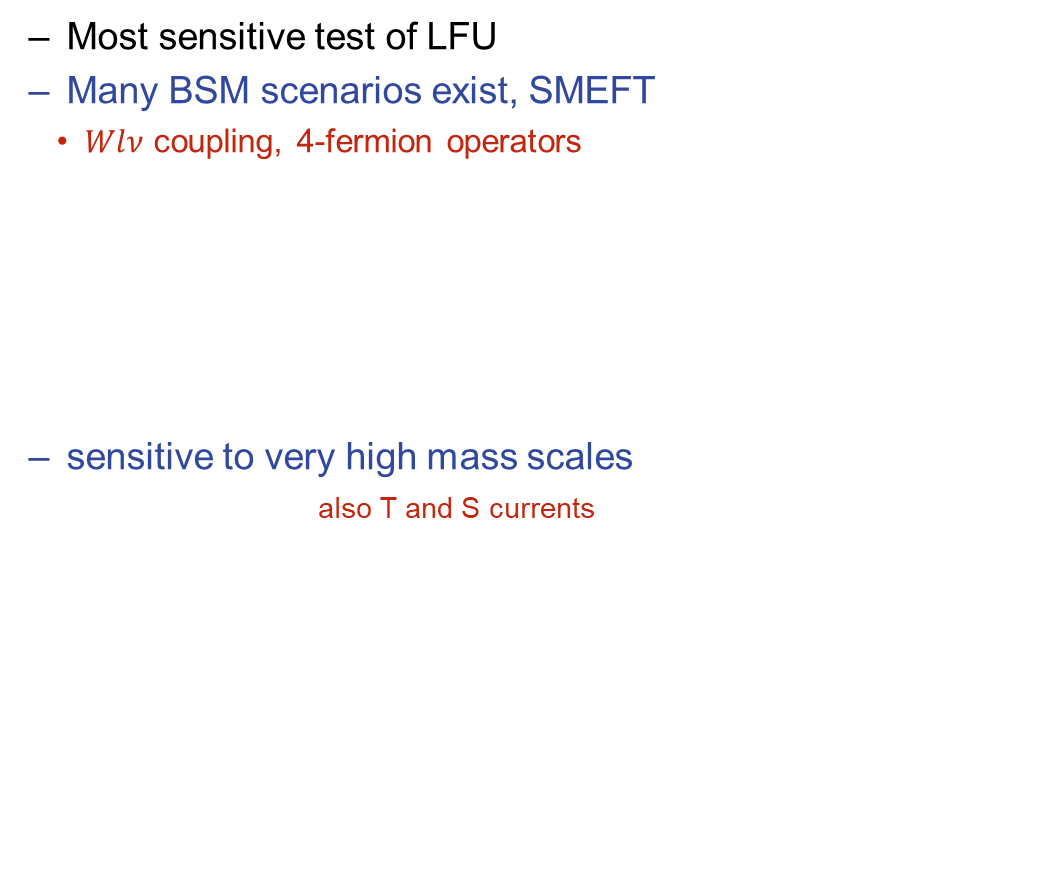 – Most sensitive test of LFU
– Many BSM scenarios exist, SMEFT
• 𝑊𝑙𝜈 coupling, 4-fermion operators
– sensitive to very high mass scales
also T and S currents